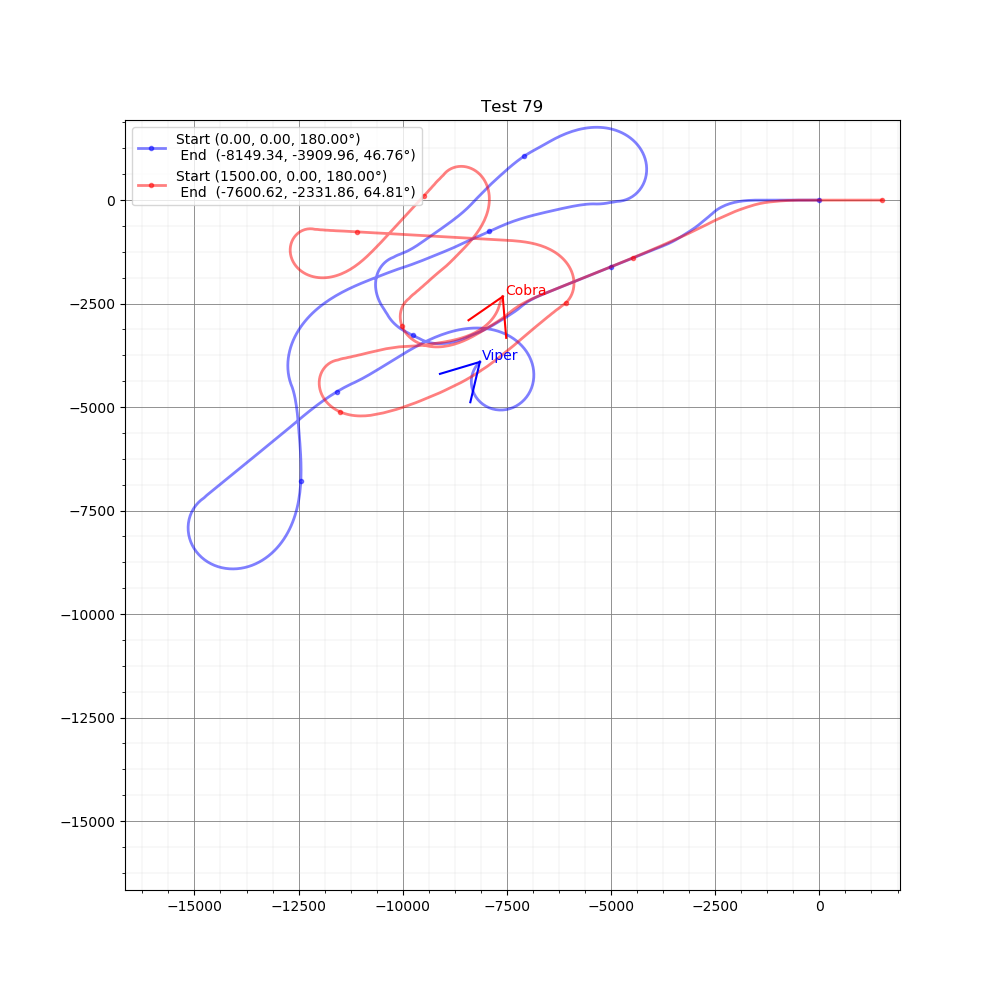 Test 79
Start (0.00, 0.00, 180.00°)
End (-8149.34, -3909.96, 46.76°)
Start (1500.00, 0.00, 180.00°)
End (-7600.62, -2331.86, 64.81°)
0
−2500
−5000
−7500
−10000
−12500
−15000
Cobra
Viper
−15000 −12500 −10000 −7500 −5000 −2500 0